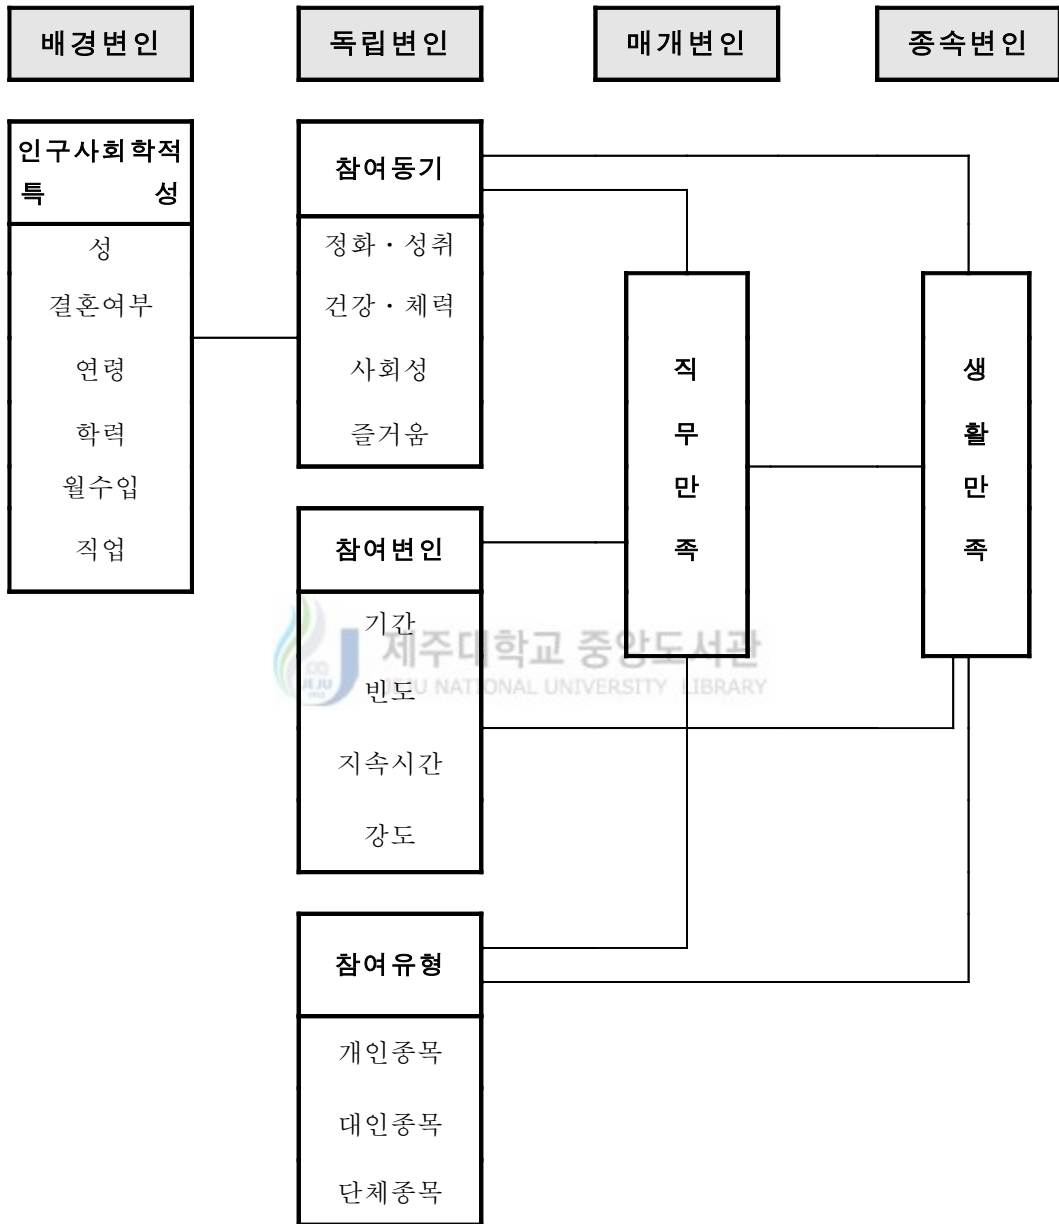 배경변인
독립변인
매개변인
종속변인
인구사회학적
특 성
성
결혼여부
연령
학력
월수입
직업
참여동기
정화・성취
건강・체력
사회성
즐거움
참여변인
기간
빈도
지속시간
강도
참여유형
개인종목
대인종목
단체종목
직
무
만
족
생
활
만
족
제주대학교 중앙도서관
JEJU NATIONAL UNIVERSITY LIBRARY
JEJU
1952